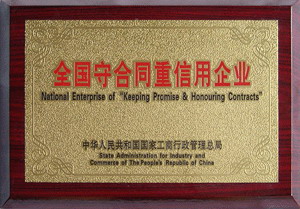 全国守合同重信用企业
National Enterprise of "Keeping Promise & Honouring Contracts"
中华人民共和国国家工商行政管理总局
State Administration for Industry and
Commerce of The People's Republic of China